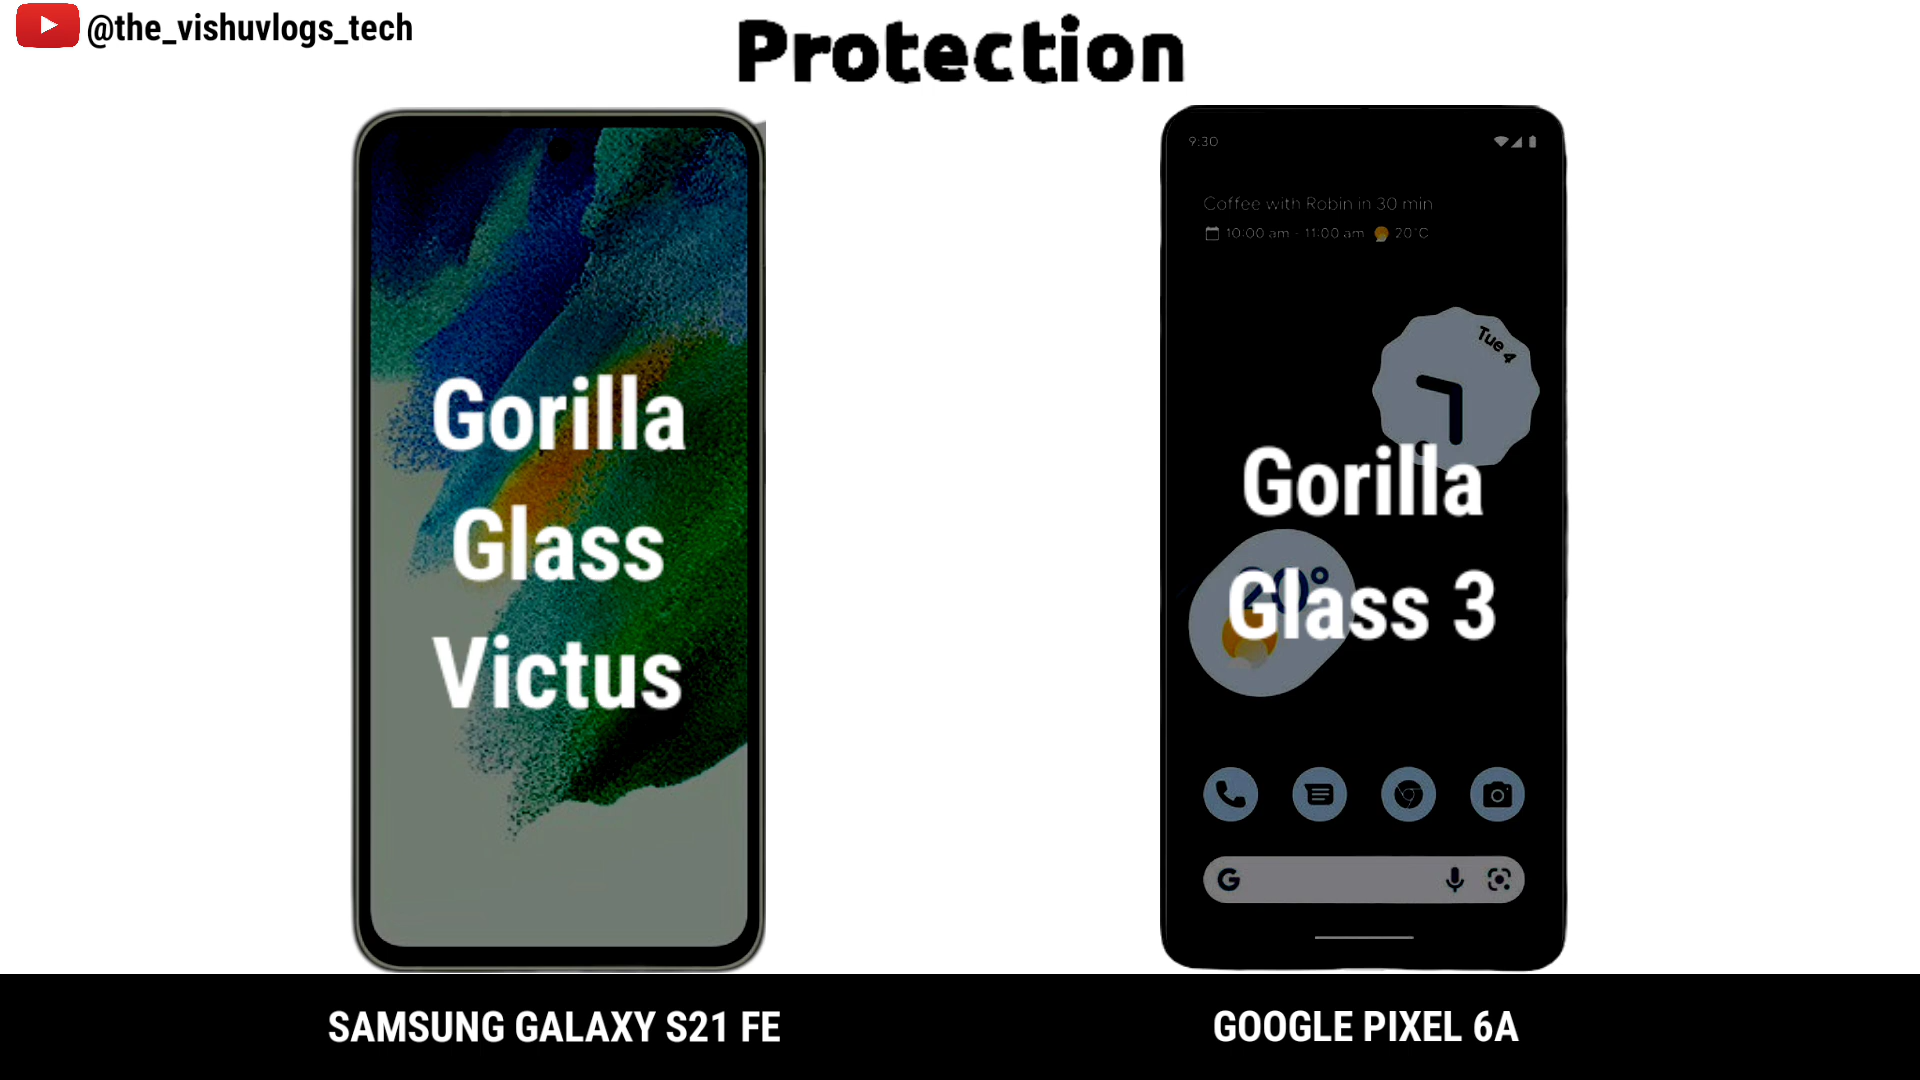 @the_vishuvlogs_tech
Protection
Gorilla
Glass
Victus
SAMSUNG GALAXY S21 FE
9:30
Coffee with Robin in 30 min
10:00 am - 11:00 am 20°C
Tue 4
20°
Gorilla
Glass 3
G
GOOGLE PIXEL 6A